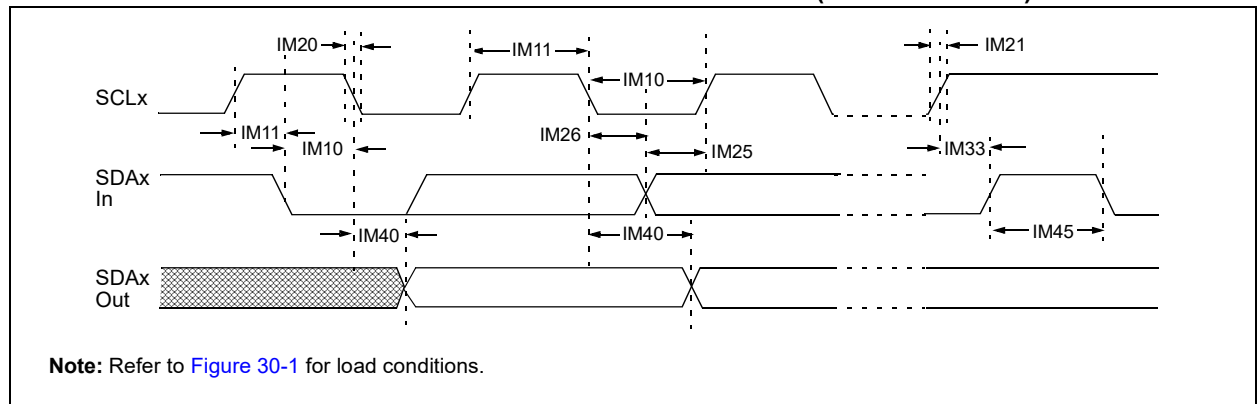 IM20
IM11
IM21
IM10
SCLx
IM11
IM26
IM10
IM25
IM33
SDAx
In
IM40
IM40
IM45
SDAx
Out
Note: Refer to Figure 30-1 for load conditions.